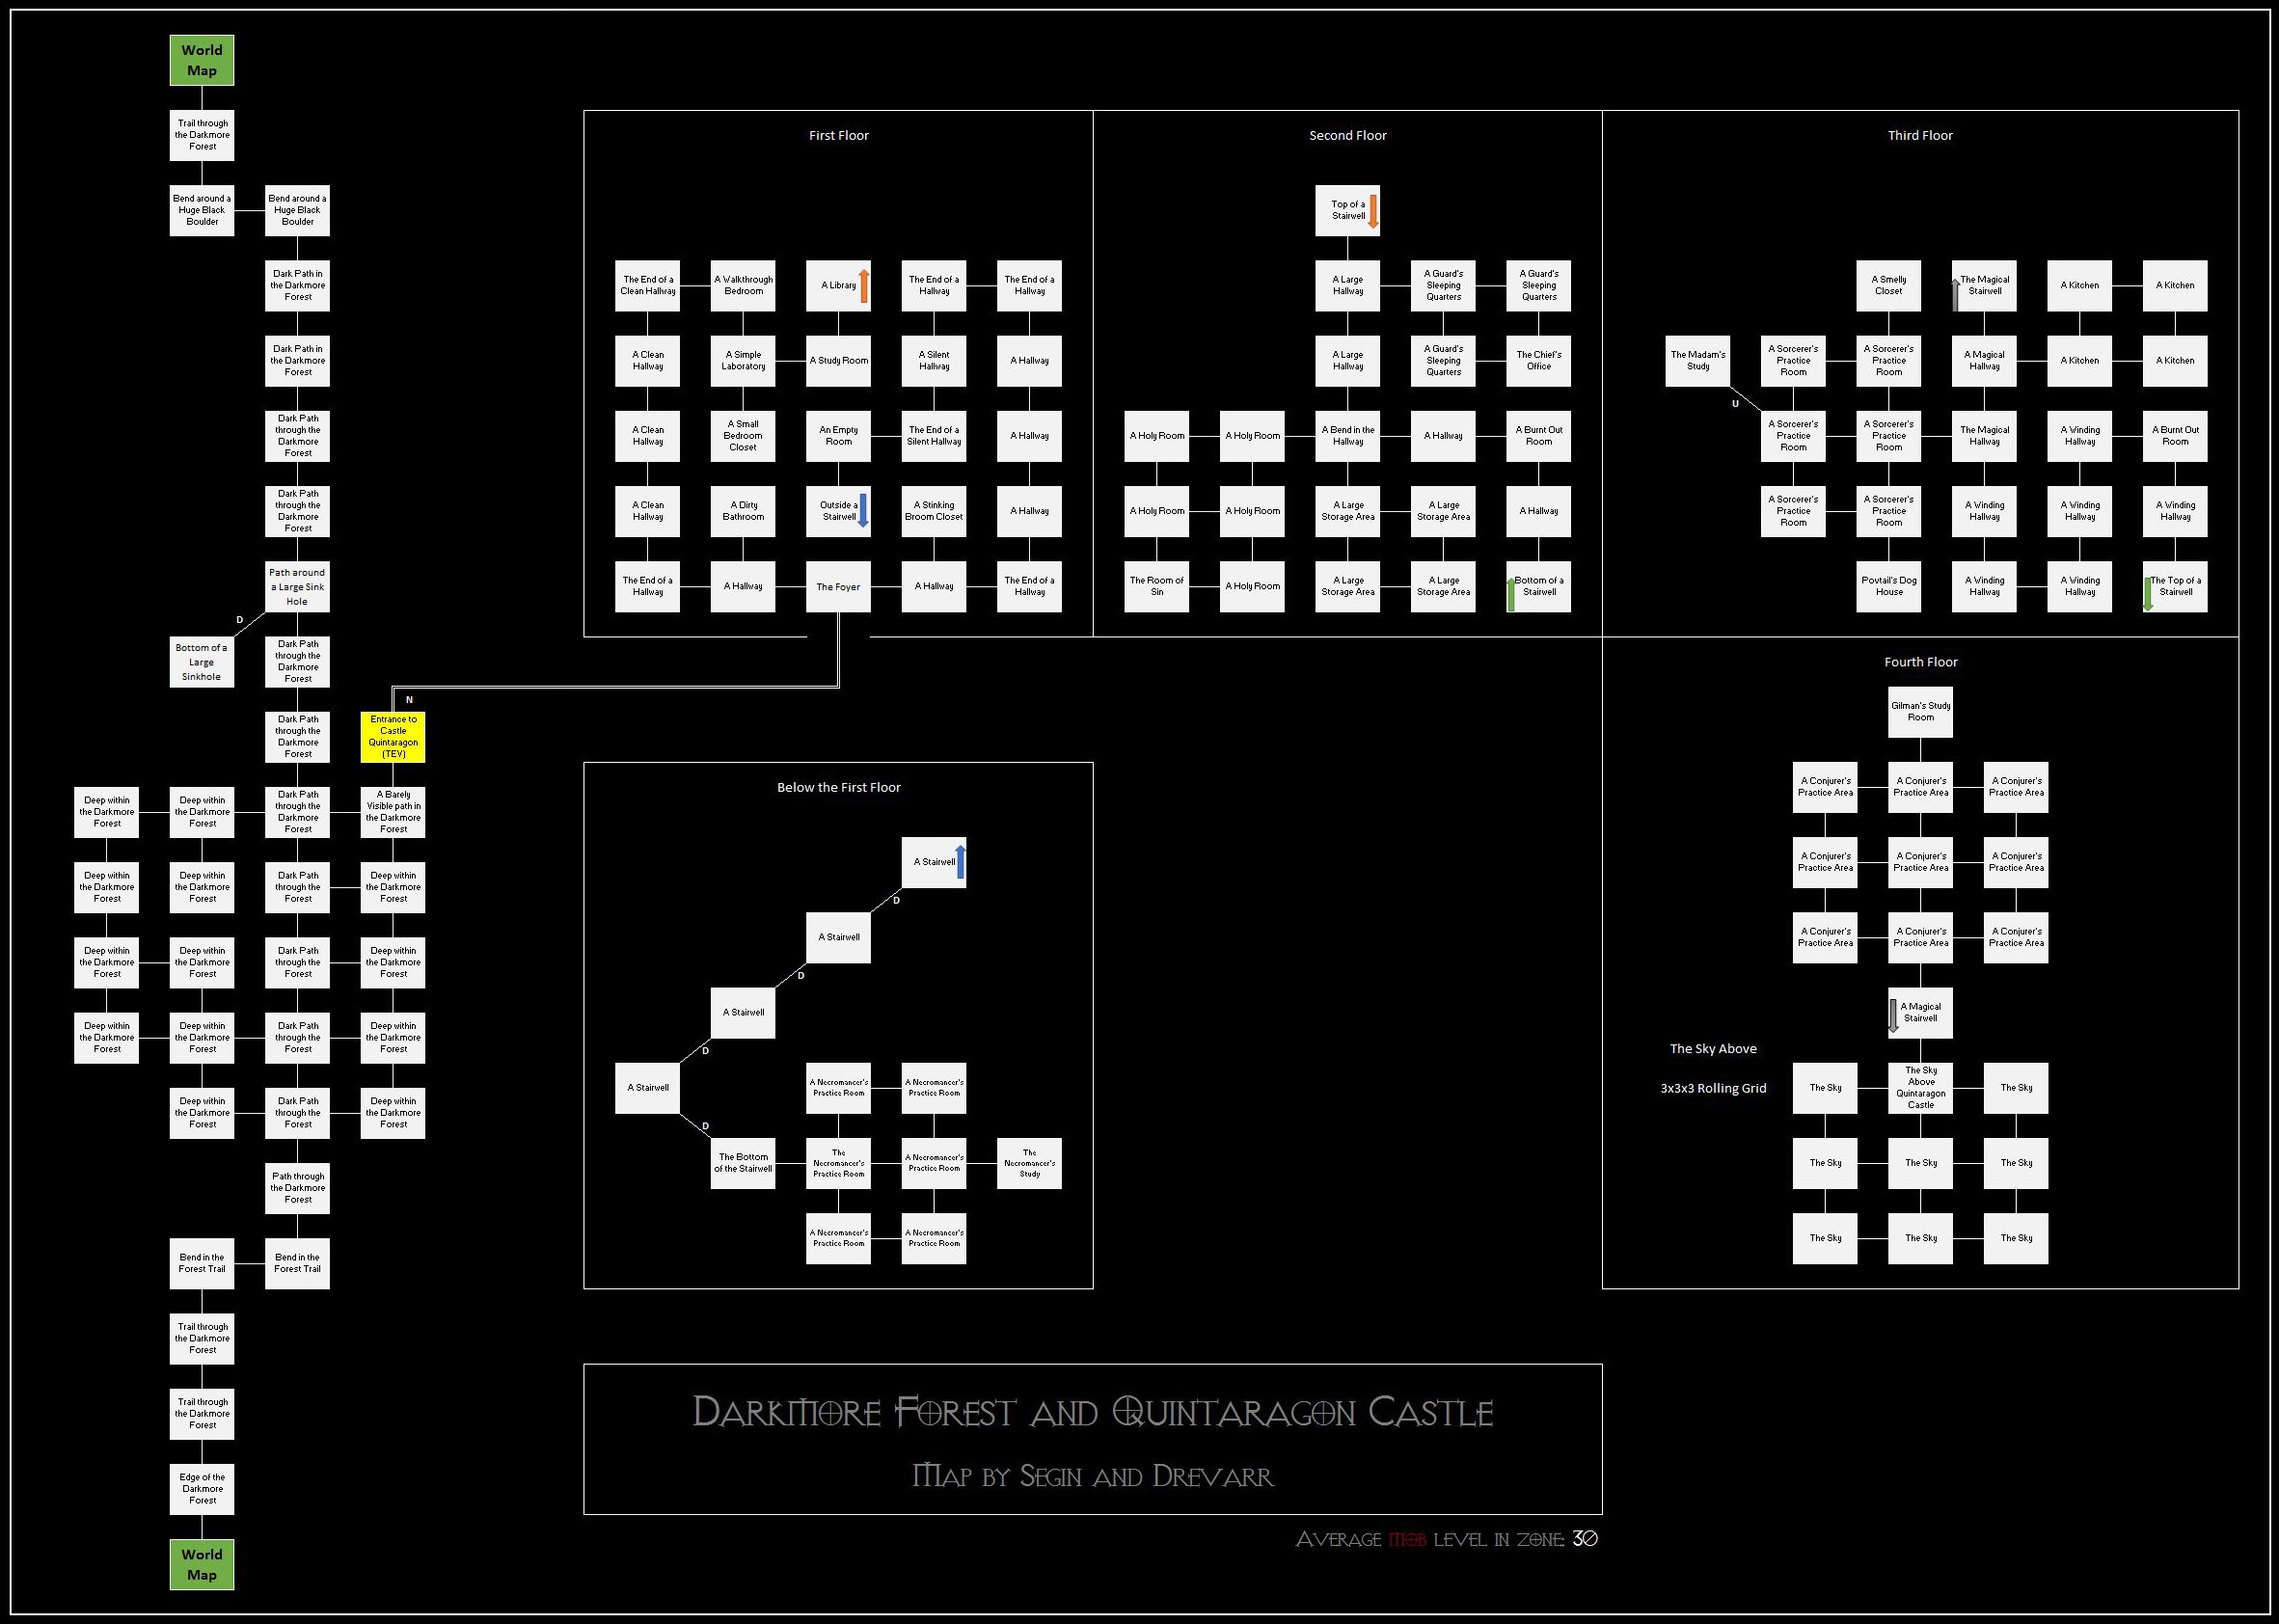 World
Map
Trail through
the Darkmore
Forest
Bend around a
Huge Black
Boulder
Bend around a
Huge Black
Boulder
Dark Path in
the Darkmore
Forest
Dark Path in
the Darkmore
Forest
Dark Path
through the
Darkmore
Forest
Dark Path
through the
Darkmore
Forest
Path around
a Large Sink
Hole
D
Bottom of a
Large
Sinkhole
Dark Path
through the
Darkmore
Forest
Dark Path
through the
Darkmore
Forest
N
Entrance to
Castle
Quintaragon
(TEV)
Deep within
the Darkmore
Forest
Deep within
the Darkmore
Forest
Dark Path
through the
Darkmore
Forest
A Barely
Visible path in
the Darkmore
Forest
Deep within
the Darkmore
Forest
Deep within
the Darkmore
Forest
Dark Path
through the
Forest
Deep within
the Darkmore
Forest
Deep within
the Darkmore
Forest
Deep within
the Darkmore
Forest
Dark Path
through the
Forest
Deep within
the Darkmore
Forest
Deep within
the Darkmore
Forest
Deep within
the Darkmore
Forest
Dark Path
through the
Forest
Deep within
the Darkmore
Forest
Deep within
the Darkmore
Forest
Dark Path
through the
Forest
Deep within
the Darkmore
Forest
Path through
the Darkmore
Forest
Bend in the
Forest Trail
Bend in the
Forest Trail
Trail through
the Darkmore
Forest
Trail through
the Darkmore
Forest
Edge of the
Darkmore
Forest
World
Map
First Floor
The End of a
Clean Hallway
A Walkthrough
Bedroom
A Library
The End of a
Hallway
The End of a
Hallway
A Clean
Hallway
A Simple
Laboratory
A Study Room
A Silent
Hallway
A Hallway
A Clean
Hallway
A Small
Bedroom
Closet
An Empty
Room
The End of a
Silent Hallway
A Hallway
A Clean
Hallway
A Dirty
Bathroom
Outside a
Stairwell
A Stinking
Broom Closet
A Hallway
The End of a
Hallway
A Hallway
The Foyer
A Hallway
The End of a
Hallway
Second Floor
Top of a
Stairwell
A Large
Hallway
A Guard's
Sleeping
Quarters
A Guard's
Sleeping
Quarters
A Large
Hallway
A Guard's
Sleeping
Quarters
The Chief's
Office
A Holy Room
A Holy Room
A Bend in the
Hallway
A Hallway
A Burnt Out
Room
A Holy Room
A Holy Room
A Large
Storage Area
A Large
Storage Area
A Hallway
The Room of
Sin
A Holy Room
A Large
Storage Area
A Large
Storage Area
Bottom of a
Stairwell
Third Floor
A Smelly
Closet
The Magical
Stairwell
A Kitchen
A Kitchen
The Madam's
Study
A Sorcerer's
Practice
Room
A Sorcerer's
Practice
Room
A Magical
Hallway
A Kitchen
A Kitchen
U
A Sorcerer's
Practice
Room
A Sorcerer's
Practice
Room
The Magical
Hallway
A Winding
Hallway
A Burnt Out
Room
A Sorcerer's
Practice
Room
A Sorcerer's
Practice
Room
A Winding
Hallway
A Winding
Hallway
A Winding
Hallway
Povtail's Dog
House
A Winding
Hallway
A Winding
Hallway
The Top of a
Stairwell
Below the First Floor
A Stairwell
D
A Stairwell
D
A Stairwell
D
A Stairwell
D
A Necromancer's
Practice Room
A Necromancer's
Practice Room
The Bottom
of the Stairwell
The
Necromancer's
Practice Room
A Necromancer's
Practice Room
The
Necromancer's
Study
A Necromancer's
Practice Room
A Necromancer's
Practice Room
Fourth Floor
Gilman's Study
Room
A Conjurer's
Practice Area
A Conjurer's
Practice Area
A Conjurer's
Practice Area
A Conjurer's
Practice Area
A Conjurer's
Practice Area
A Conjurer's
Practice Area
A Conjurer's
Practice Area
A Conjurer's
Practice Area
A Conjurer's
Practice Area
A Magical
Stairwell
The Sky Above
3x3x3 Rolling Grid
The Sky
The Sky
Above
Quintaragon
Castle
The Sky
The Sky
The Sky
The Sky
The Sky
The Sky
The Sky
Darkmore Forest and Quintaragon Castle
Map by Segin and Drevarr
Average mob level in zone: 30